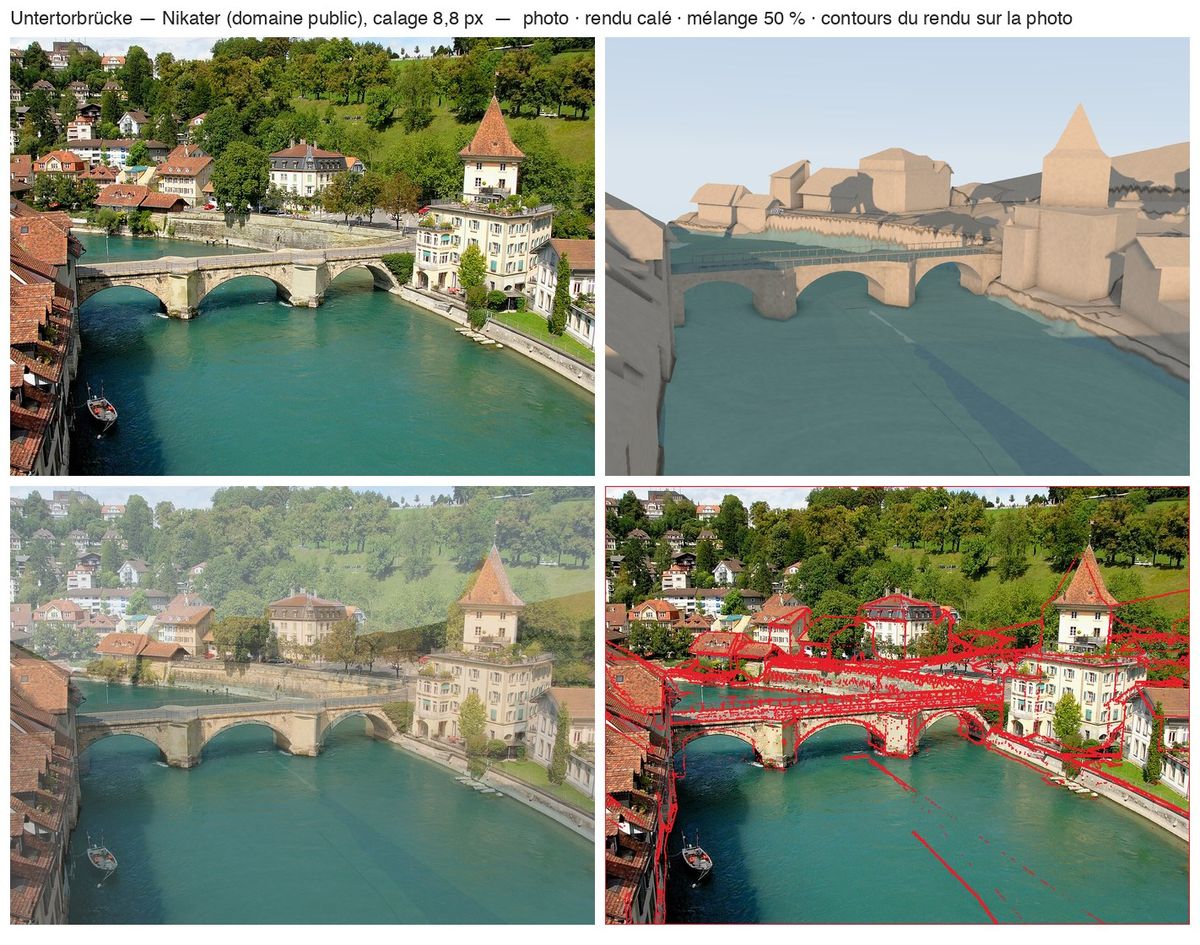 Untertorbrücke — Nikater (domaine public), calage 8,8 px — photo · rendu calé · mélange 50 % · contours du rendu sur la photo